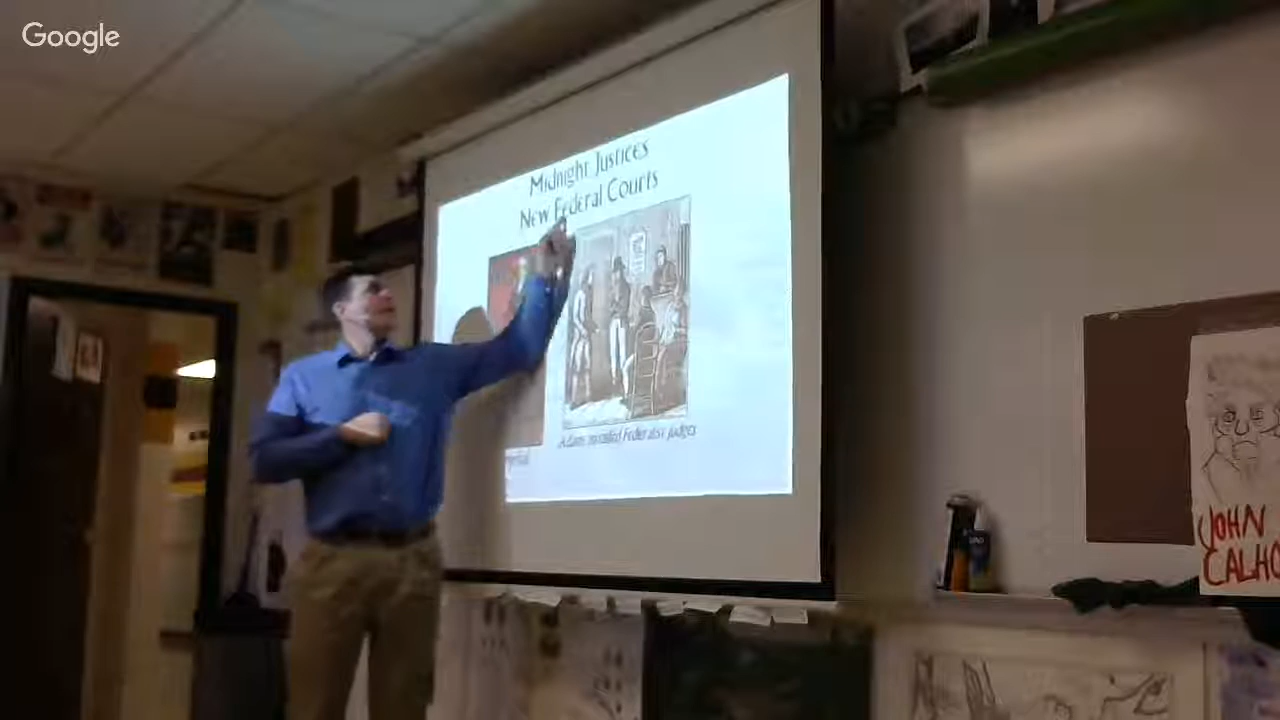 Google
Midnight Justices
New Federal Courts
Adams appointed Federalist judges
JOHN
CALHO